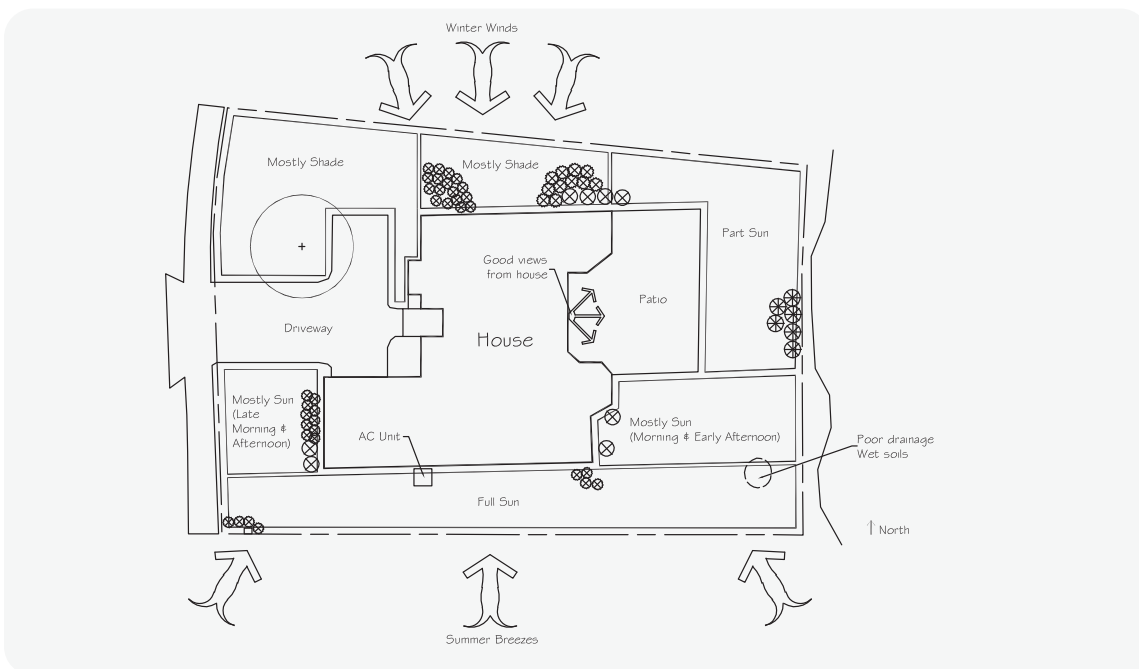 Winter Winds
Mostly Shade
Mostly Shade
Part Sun
Good views
from house
Patio
Driveway
House
Mostly Sun
(Late
Morning &
Afternoon)
AC Unit
Mostly Sun
(Morning & Early Afternoon)
Poor drainage
Wet soils
Full Sun
North
Summer Breezes